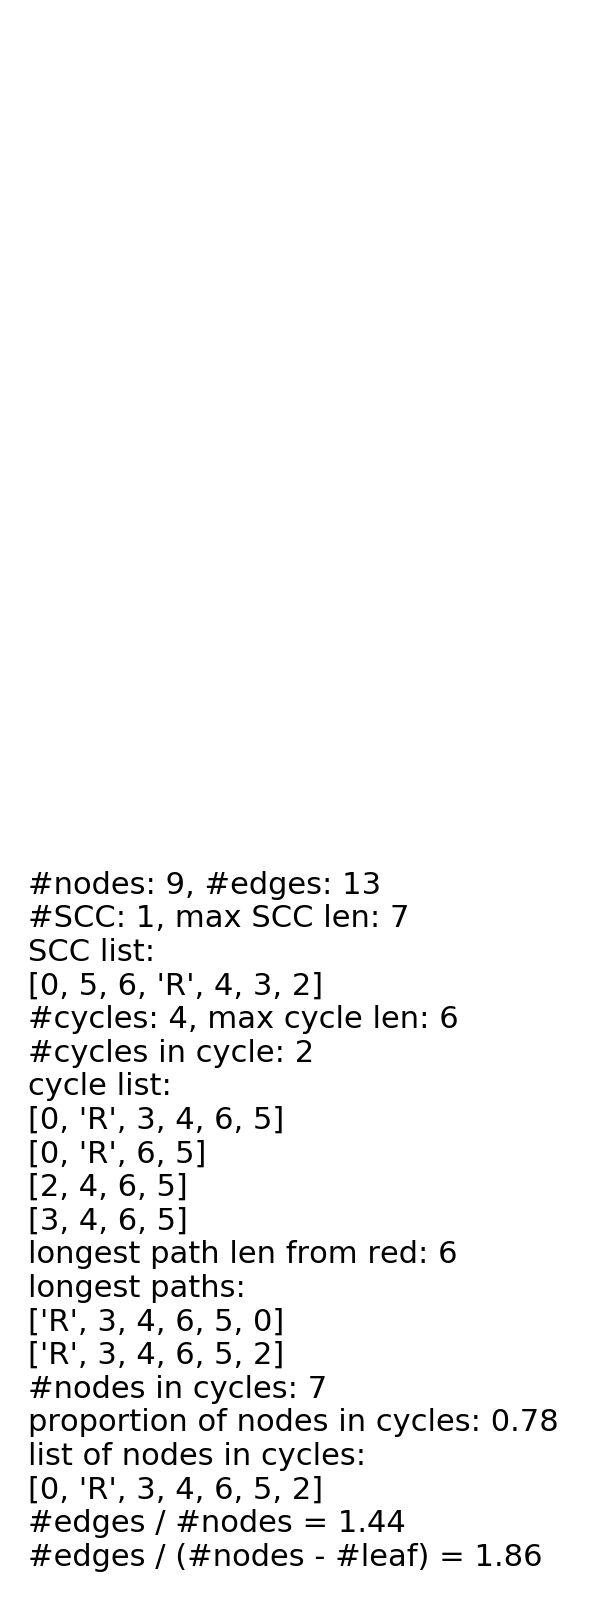 #nodes: 9, #edges: 13
#SCC: 1, max SCC len: 7
SCC list:
[0, 5, 6, 'R', 4, 3, 2]
#cycles: 4, max cycle len: 6
#cycles in cycle: 2
cycle list:
[0, 'R', 3, 4, 6, 5]
[0, 'R', 6, 5]
[2, 4, 6, 5]
[3, 4, 6, 5]
longest path len from red: 6
longest paths:
['R', 3, 4, 6, 5, 0]
['R', 3, 4, 6, 5, 2]
#nodes in cycles: 7
proportion of nodes in cycles: 0.78
list of nodes in cycles:
[0, 'R', 3, 4, 6, 5, 2]
#edges / #nodes = 1.44
#edges / (#nodes - #leaf) = 1.86